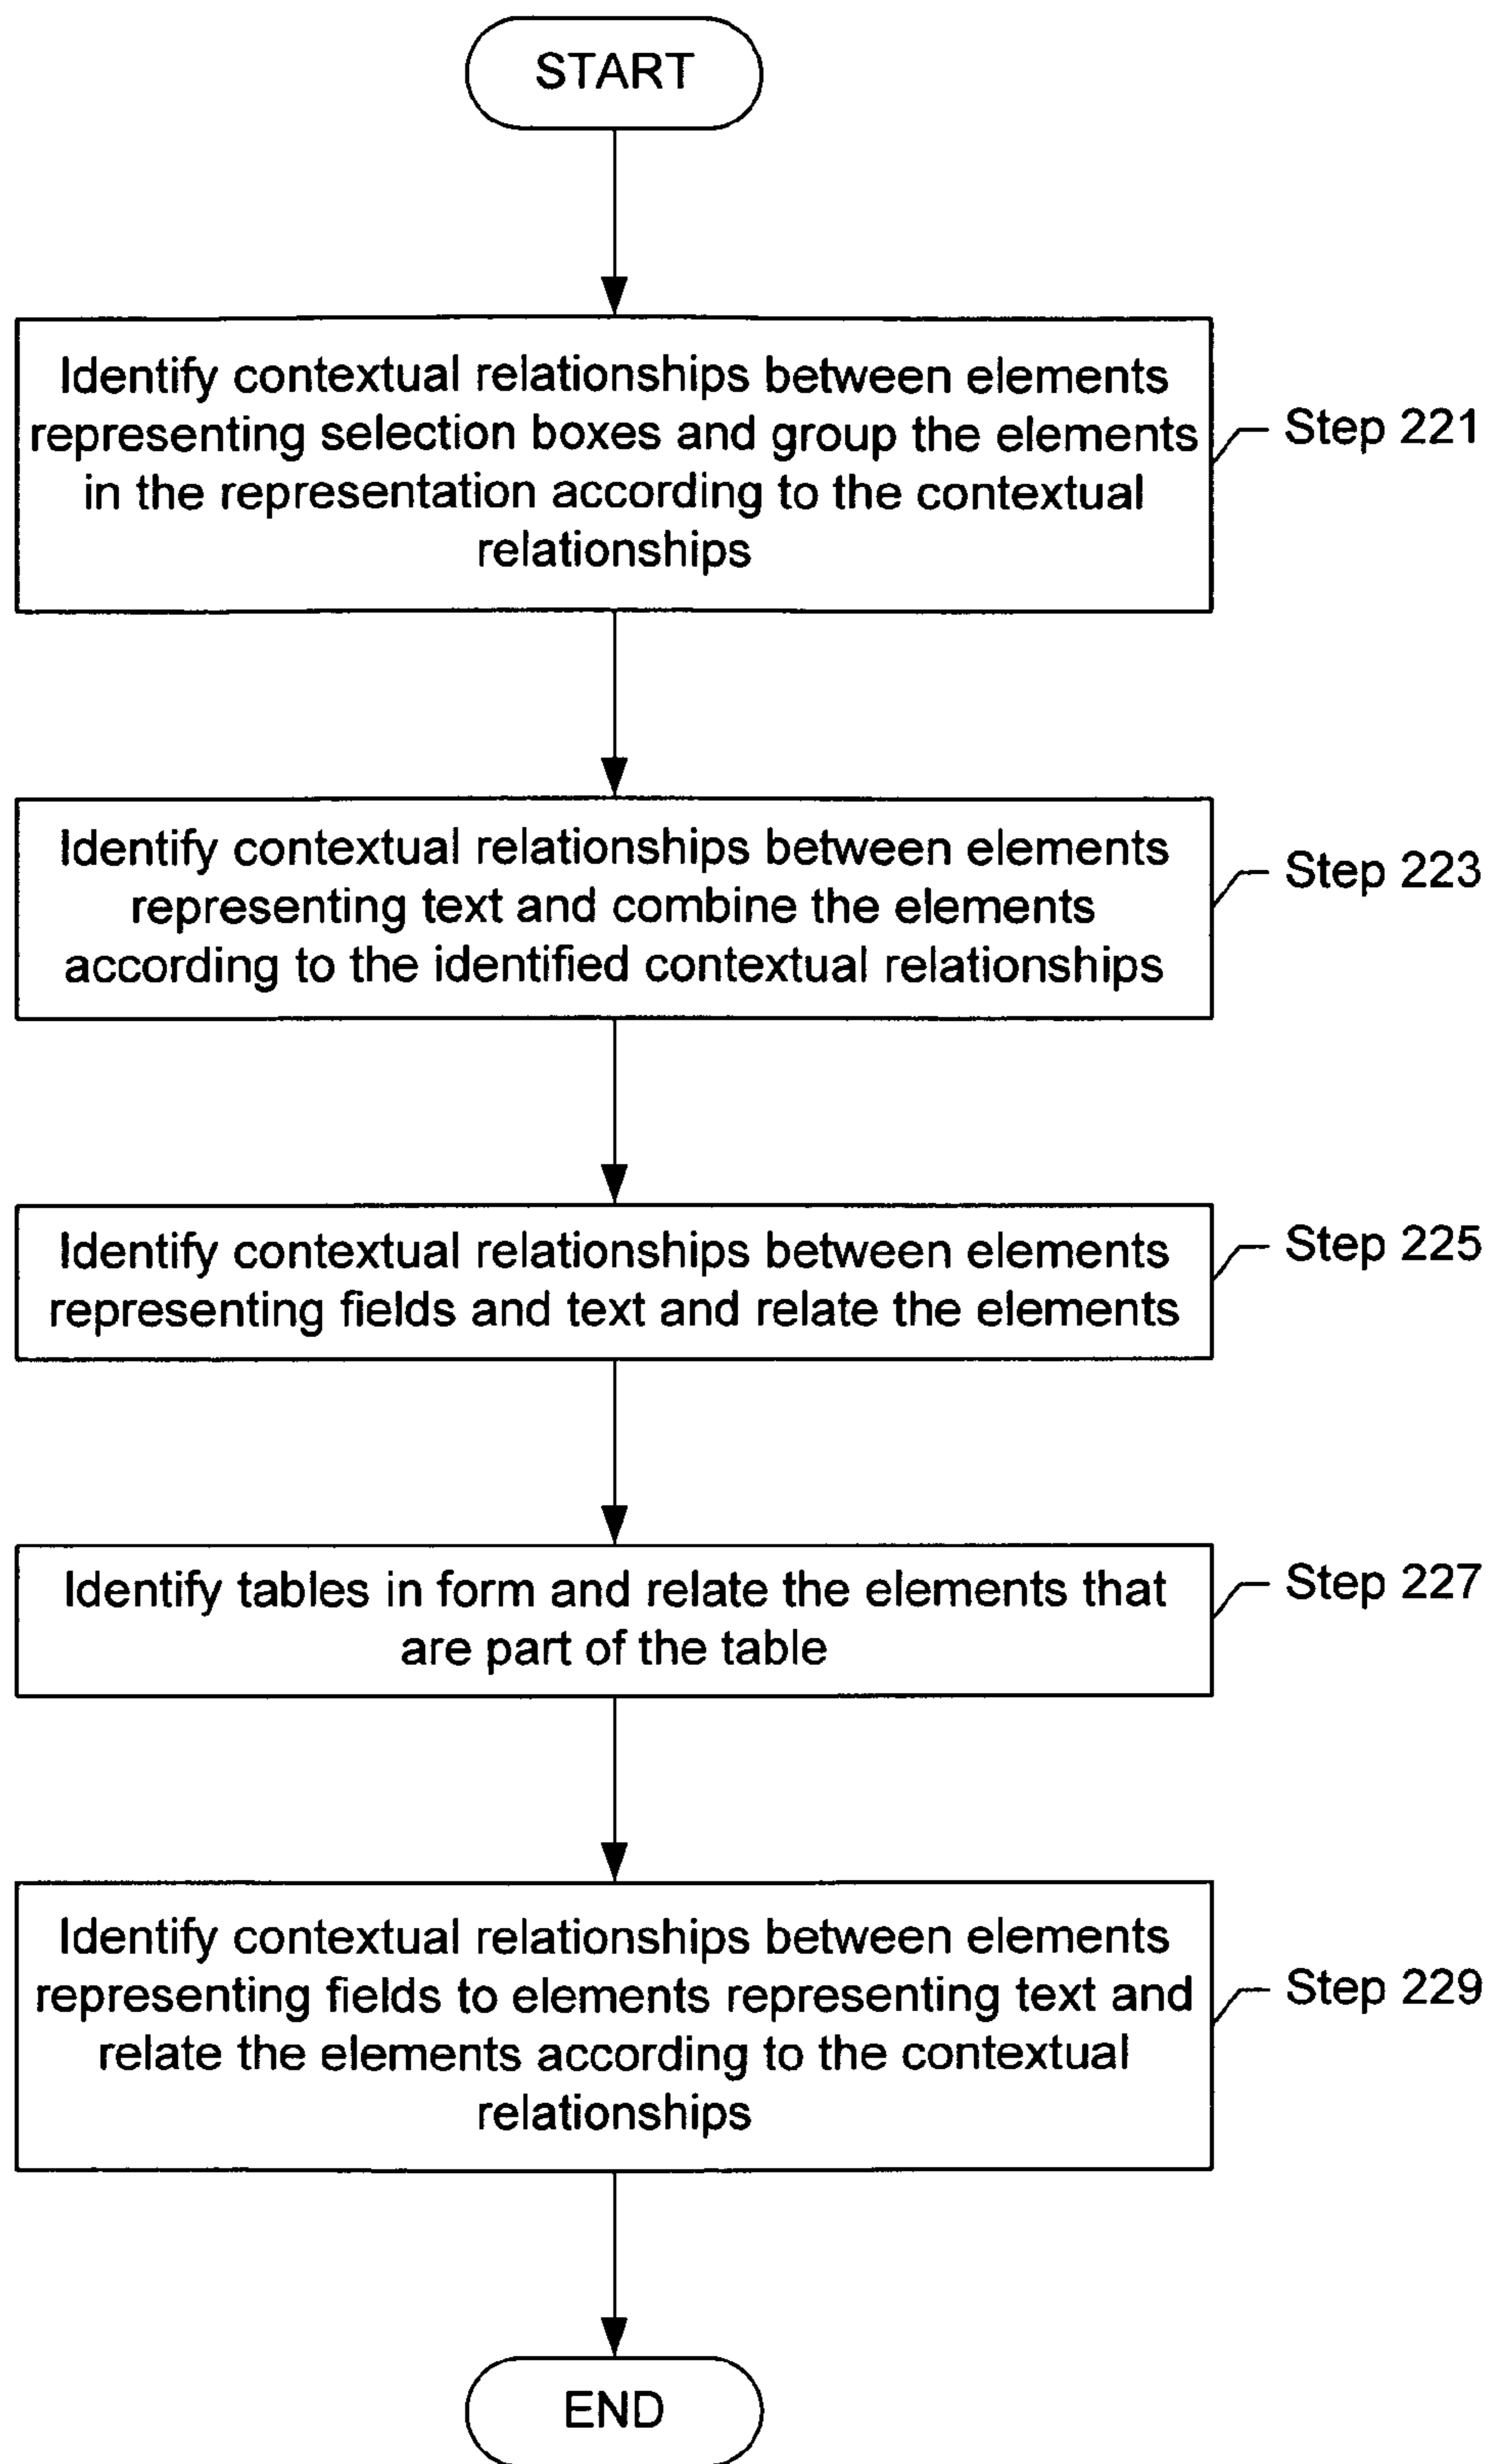 START
Identify contextual relationships between elements
representing selection boxes and group the elements
in the representation according to the contextual
relationships
Step 221
Identify contextual relationships between elements
representing text and combine the elements
according to the identified contextual relationships
Step 223
Identify contextual relationships between elements
representing fields and text and relate the elements
Step 225
Identify tables in form and relate the elements that
are part of the table
Step 227
Identify contextual relationships between elements
representing fields to elements representing text and
relate the elements according to the contextual
relationships
Step 229
END